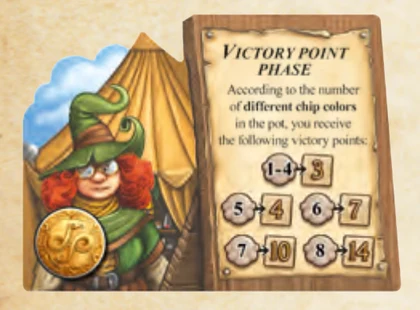 VICTORY POINT
PHASE
According to the number
of different chip colors
in the pot, you receive
the following victory points:
1-4 → 3
5 → 4 6 → 7
7 → 10 8 → 14